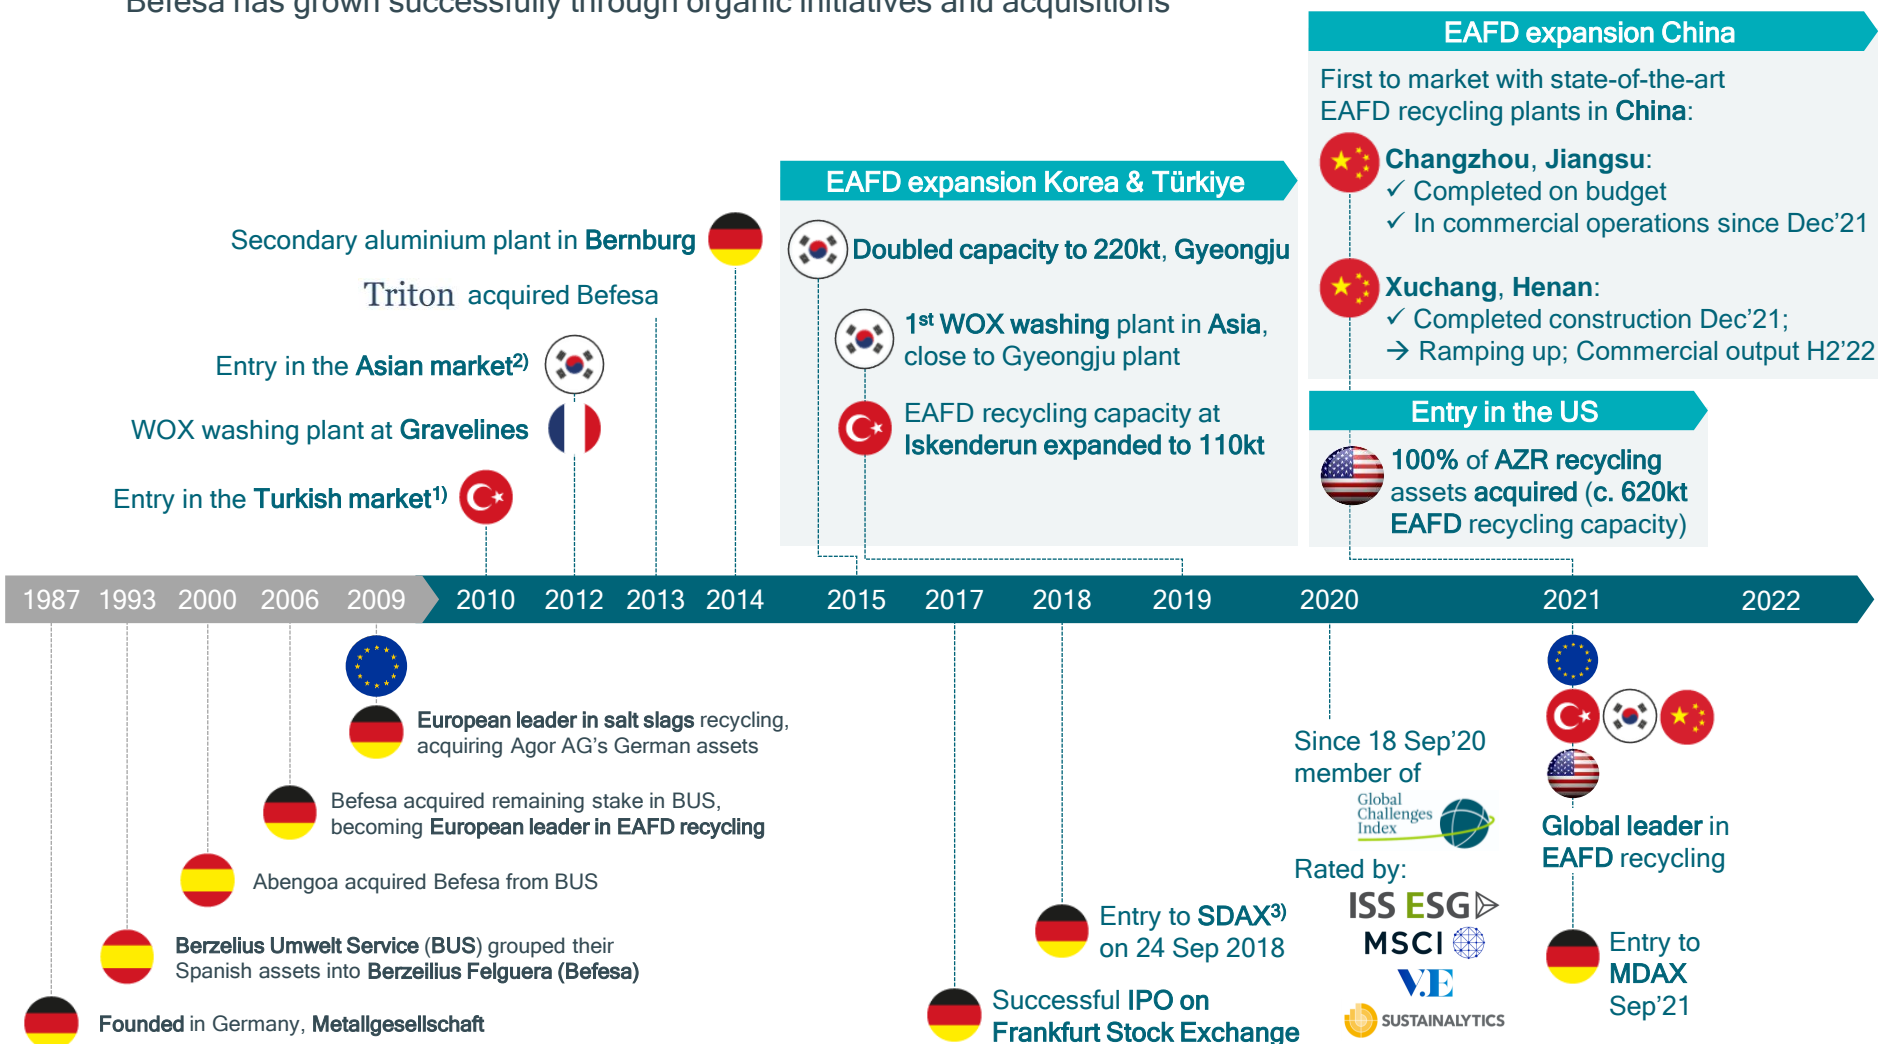 Befesa has grown successfully through organic initiatives and acquisitions
EAFD expansion China
First to market with state-of-the-art
EAFD recycling plants in China:
Changzhou, Jiangsu:
✓ Completed on budget
✓ In commercial operations since Dec'21
Xuchang, Henan:
✓ Completed construction Dec'21;
→ Ramping up; Commercial output H2'22
EAFD expansion Korea & Türkiye
Doubled capacity to 220kt, Gyeongju
1st WOX washing plant in Asia,
close to Gyeongju plant
EAFD recycling capacity at
Iskenderun expanded to 110kt
Entry in the US
100% of AZR recycling
assets acquired (c. 620kt
EAFD recycling capacity)
Secondary aluminium plant in Bernburg
Triton acquired Befesa
Entry in the Asian market2)
WOX washing plant at Gravelines
Entry in the Turkish market1)
1987 1993 2000 2006 2009 2010 2012 2013 2014 2015 2017 2018 2019 2020 2021 2022
European leader in salt slags recycling,
acquiring Agor AG's German assets
Befesa acquired remaining stake in BUS,
becoming European leader in EAFD recycling
Abengoa acquired Befesa from BUS
Berzelius Umwelt Service (BUS) grouped their
Spanish assets into Berzeilius Felguera (Befesa)
Founded in Germany, Metallgesellschaft
Successful IPO on
Frankfurt Stock Exchange
Entry to SDAX3)
on 24 Sep 2018
Since 18 Sep'20
member of
Global
Challenges
Index
Rated by:
ISS ESG
MSCI
V.E
SUSTAINALYTICS
Global leader in
EAFD recycling
Entry to
MDAX
Sep'21